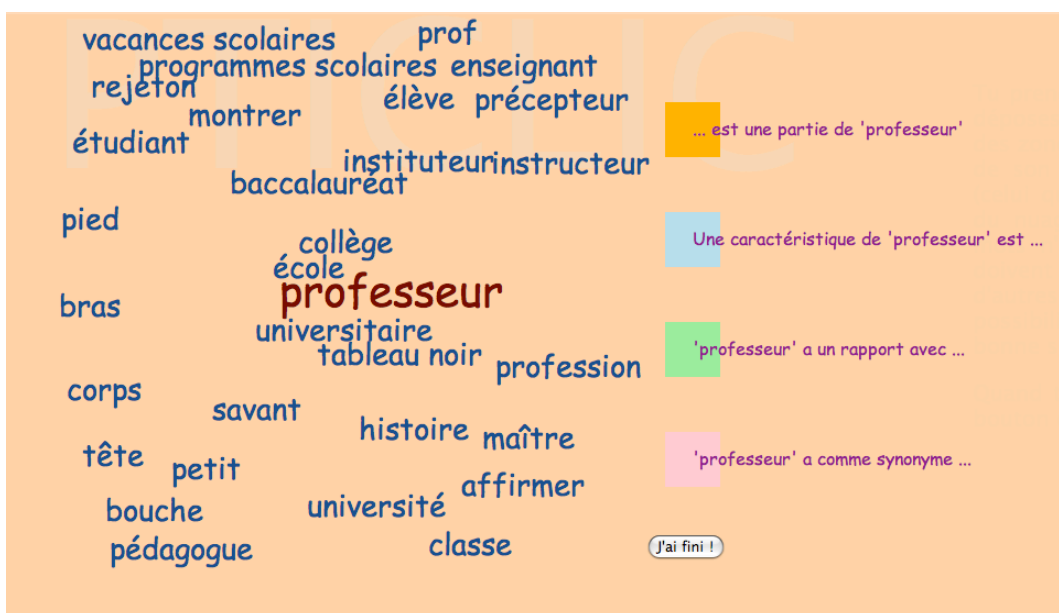 PTICLIC
vacances scolaires
prof
programmes scolaires
enseignant
rejeton
élève
précepteur
montrer
étudiant
instituteur
instructeur
baccalauréat
pied
collège
école
professeur
bras
universitaire
tableau noir
profession
corps
savant
histoire
maître
tête
petit
affirmer
bouche
université
pédagogue
classe
... est une partie de 'professeur'
Une caractéristique de 'professeur' est ...
'professeur' a un rapport avec ...
'professeur' a comme synonyme ...
J'ai fini !